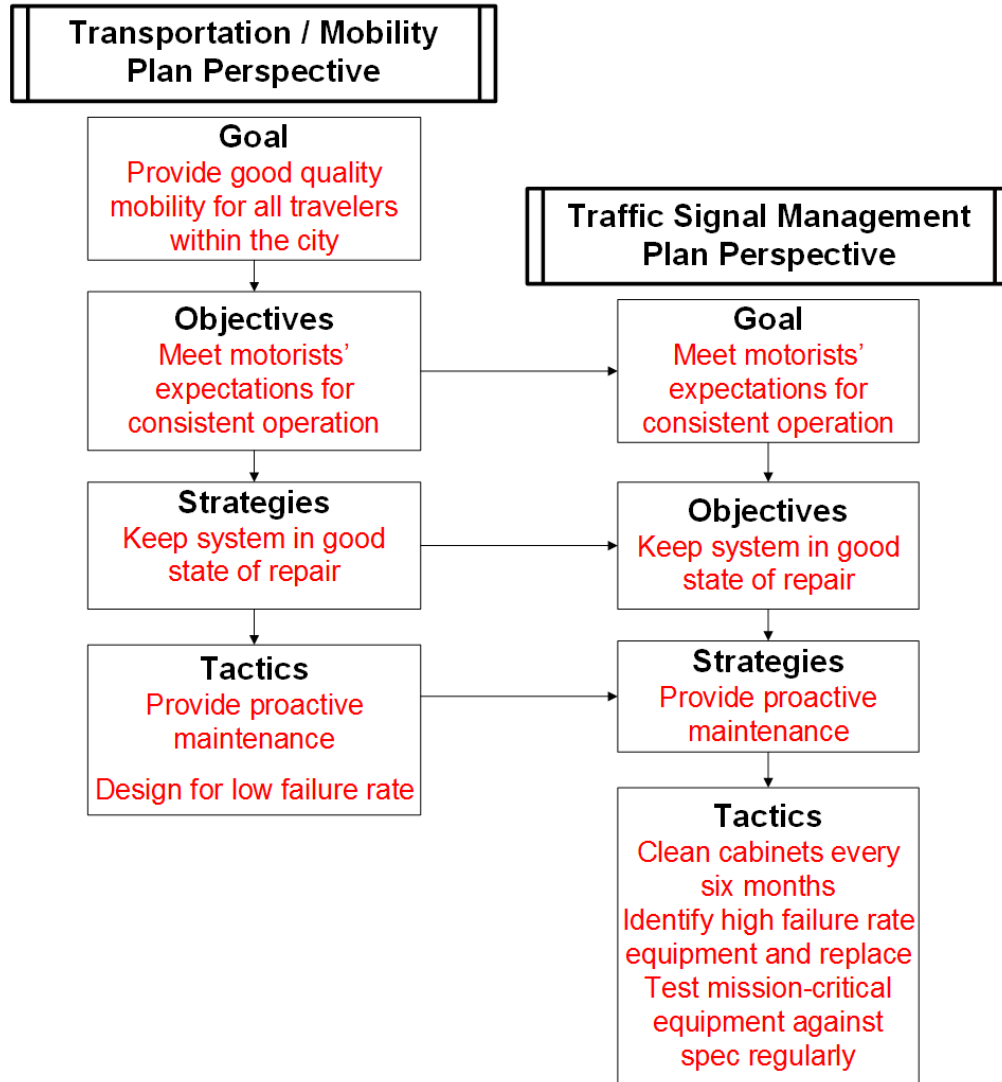 Transportation / Mobility
Plan Perspective
Goal
Provide good quality
mobility for all travelers
within the city
Objectives
Meet motorists’
expectations for
consistent operation
Strategies
Keep system in good
state of repair
Tactics
Provide proactive
maintenance
Design for low failure rate
Traffic Signal Management
Plan Perspective
Goal
Meet motorists’
expectations for
consistent operation
Objectives
Keep system in good
state of repair
Strategies
Provide proactive
maintenance
Tactics
Clean cabinets every
six months
Identify high failure rate
equipment and replace
Test mission-critical
equipment against
spec regularly